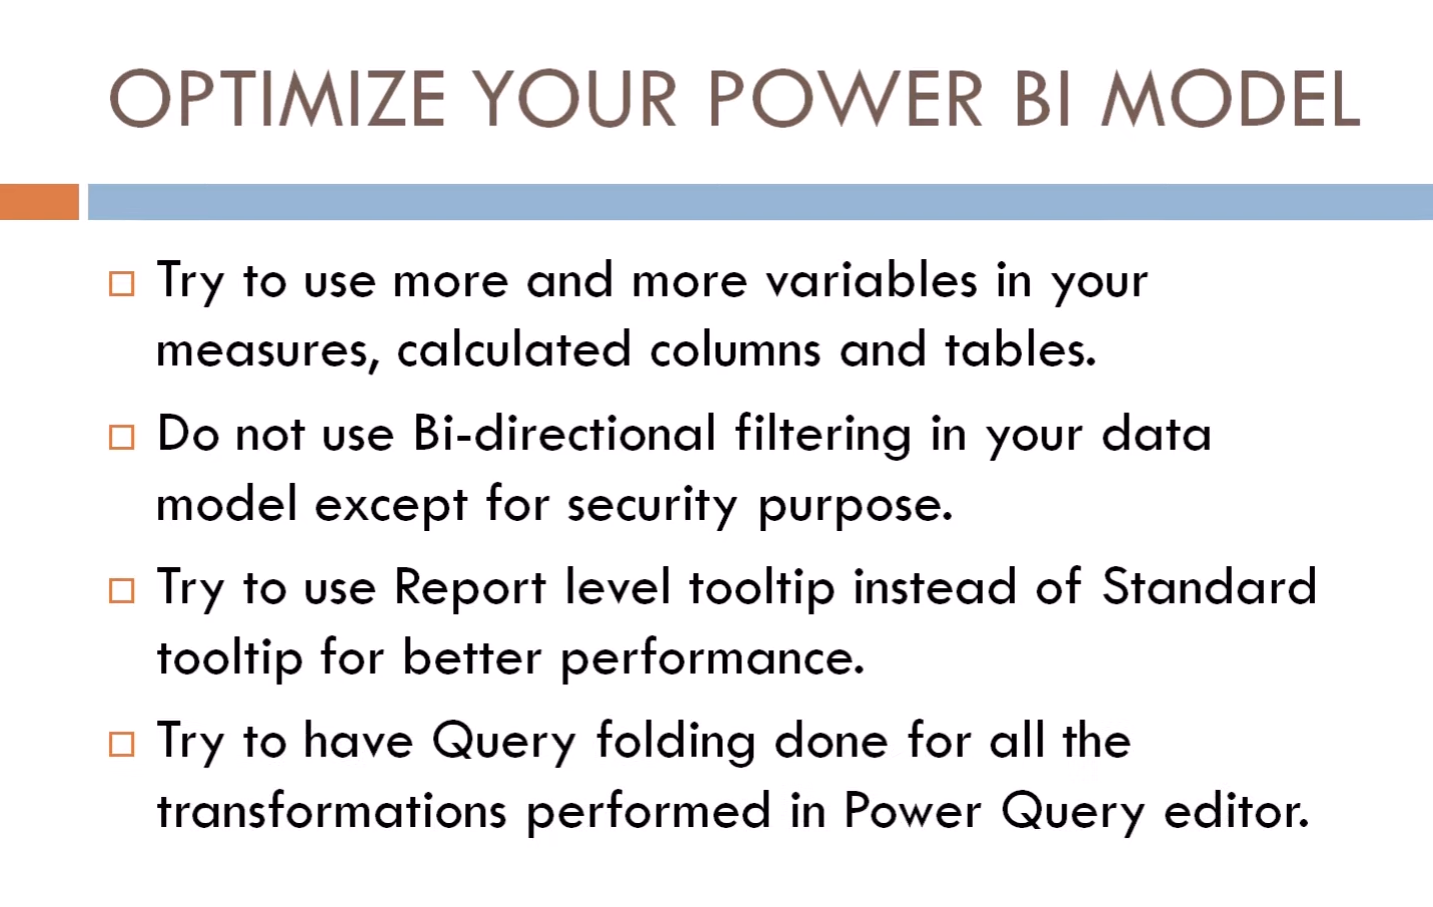 OPTIMIZE YOUR POWER BI MODEL
Try to use more and more variables in your
measures, calculated columns and tables.
Do not use Bi-directional filtering in your data
model except for security purpose.
Try to use Report level tooltip instead of Standard
tooltip for better performance.
Try to have Query folding done for all the
transformations performed in Power Query editor.